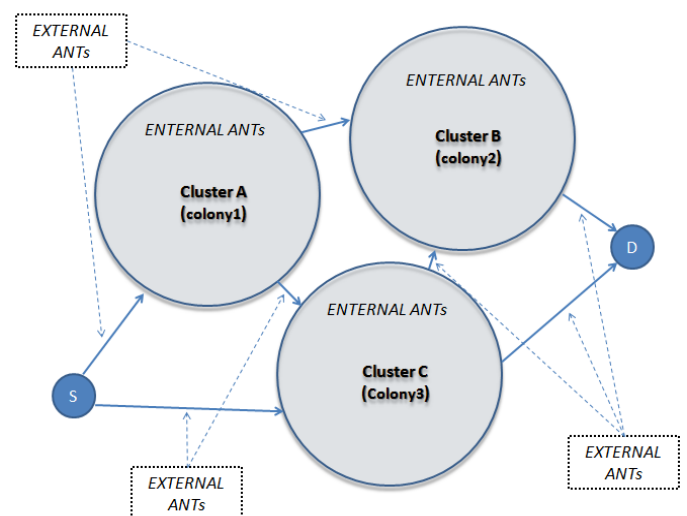 EXTERNAL
ANTs
ENTERNAL ANTs
Cluster B
(colony2)
ENTERNAL ANTs
Cluster A
(colony1)
D
ENTERNAL ANTs
Cluster C
(Colony3)
S
EXTERNAL
ANTs
EXTERNAL
ANTs